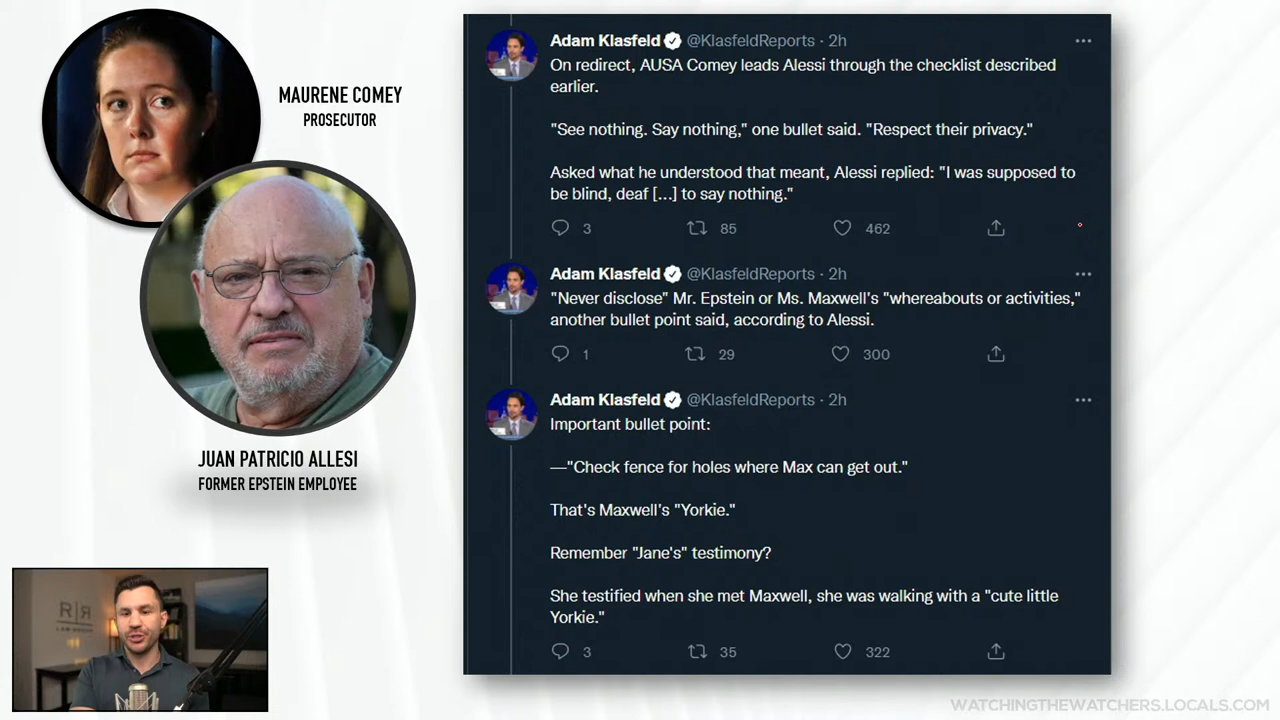 MAURENE COMEY
PROSECUTOR
JUAN PATRICIO ALLESI
FORMER EPSTEIN EMPLOYEE
R|R
LAW GROUP
Adam Klasfeld @KlasfeldReports · 2h
On redirect, AUSA Comey leads Alessi through the checklist described
earlier.
"See nothing. Say nothing," one bullet said. "Respect their privacy."
Asked what he understood that meant, Alessi replied: "I was supposed to
be blind, deaf [...] to say nothing."
3 85 462
Adam Klasfeld @KlasfeldReports · 2h
"Never disclose" Mr. Epstein or Ms. Maxwell's "whereabouts or activities,"
another bullet point said, according to Alessi.
1 29 300
Adam Klasfeld @KlasfeldReports · 2h
Important bullet point:
—"Check fence for holes where Max can get out."
That's Maxwell's "Yorkie."
Remember "Jane's" testimony?
She testified when she met Maxwell, she was walking with a "cute little
Yorkie."
3 35 322
WATCHINGTHEWATCHERS.LOCALS.COM